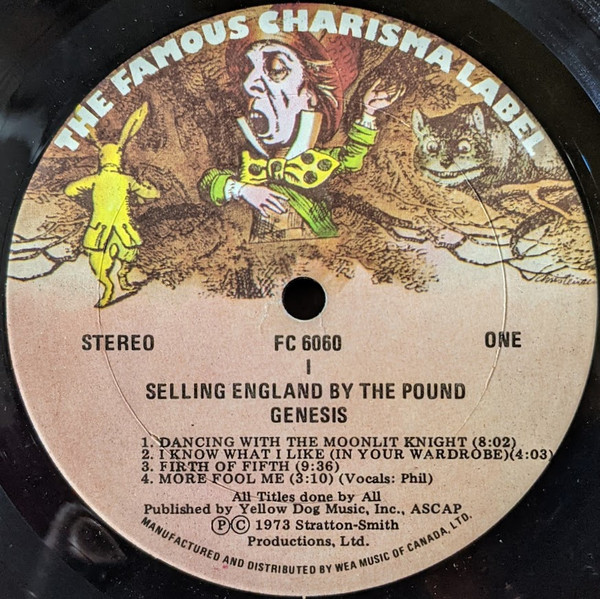 THE FAMOUS CHARISMA LABEL
STEREO FC 6060 ONE
I
SELLING ENGLAND BY THE POUND
GENESIS
1. DANCING WITH THE MOONLIT KNIGHT (8:02)
2. I KNOW WHAT I LIKE (IN YOUR WARDROBE)(4:03)
3. FIRTH OF FIFTH (9:36)
4. MORE FOOL ME (3:10) (Vocals: Phil)
All Titles done by All
Published by Yellow Dog Music, Inc., ASCAP
ⓅⒸ 1973 Stratton-Smith
Productions, Ltd.
MANUFACTURED AND DISTRIBUTED BY WEA MUSIC OF CANADA, LTD.